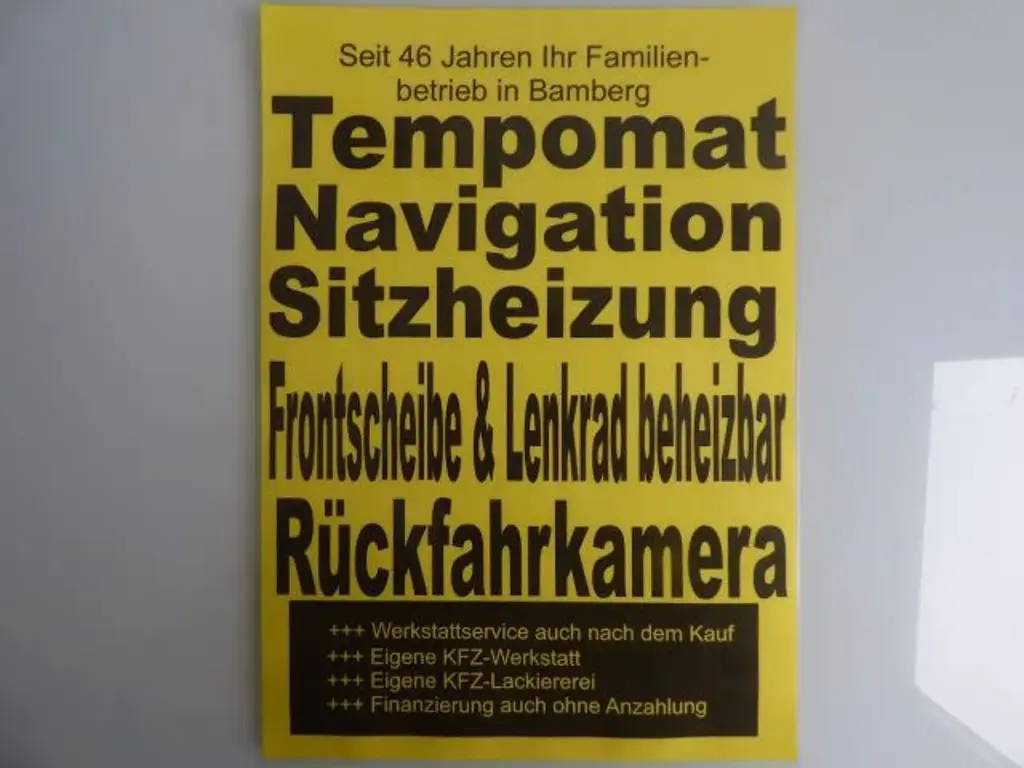 Seit 46 Jahren Ihr Familien-
betrieb in Bamberg
Tempomat
Navigation
Sitzheizung
Frontscheibe & Lenkrad beheizbar
Rückfahrkamera
+++ Werkstattservice auch nach dem Kauf
+++ Eigene KFZ-Werkstatt
+++ Eigene KFZ-Lackiererei
+++ Finanzierung auch ohne Anzahlung